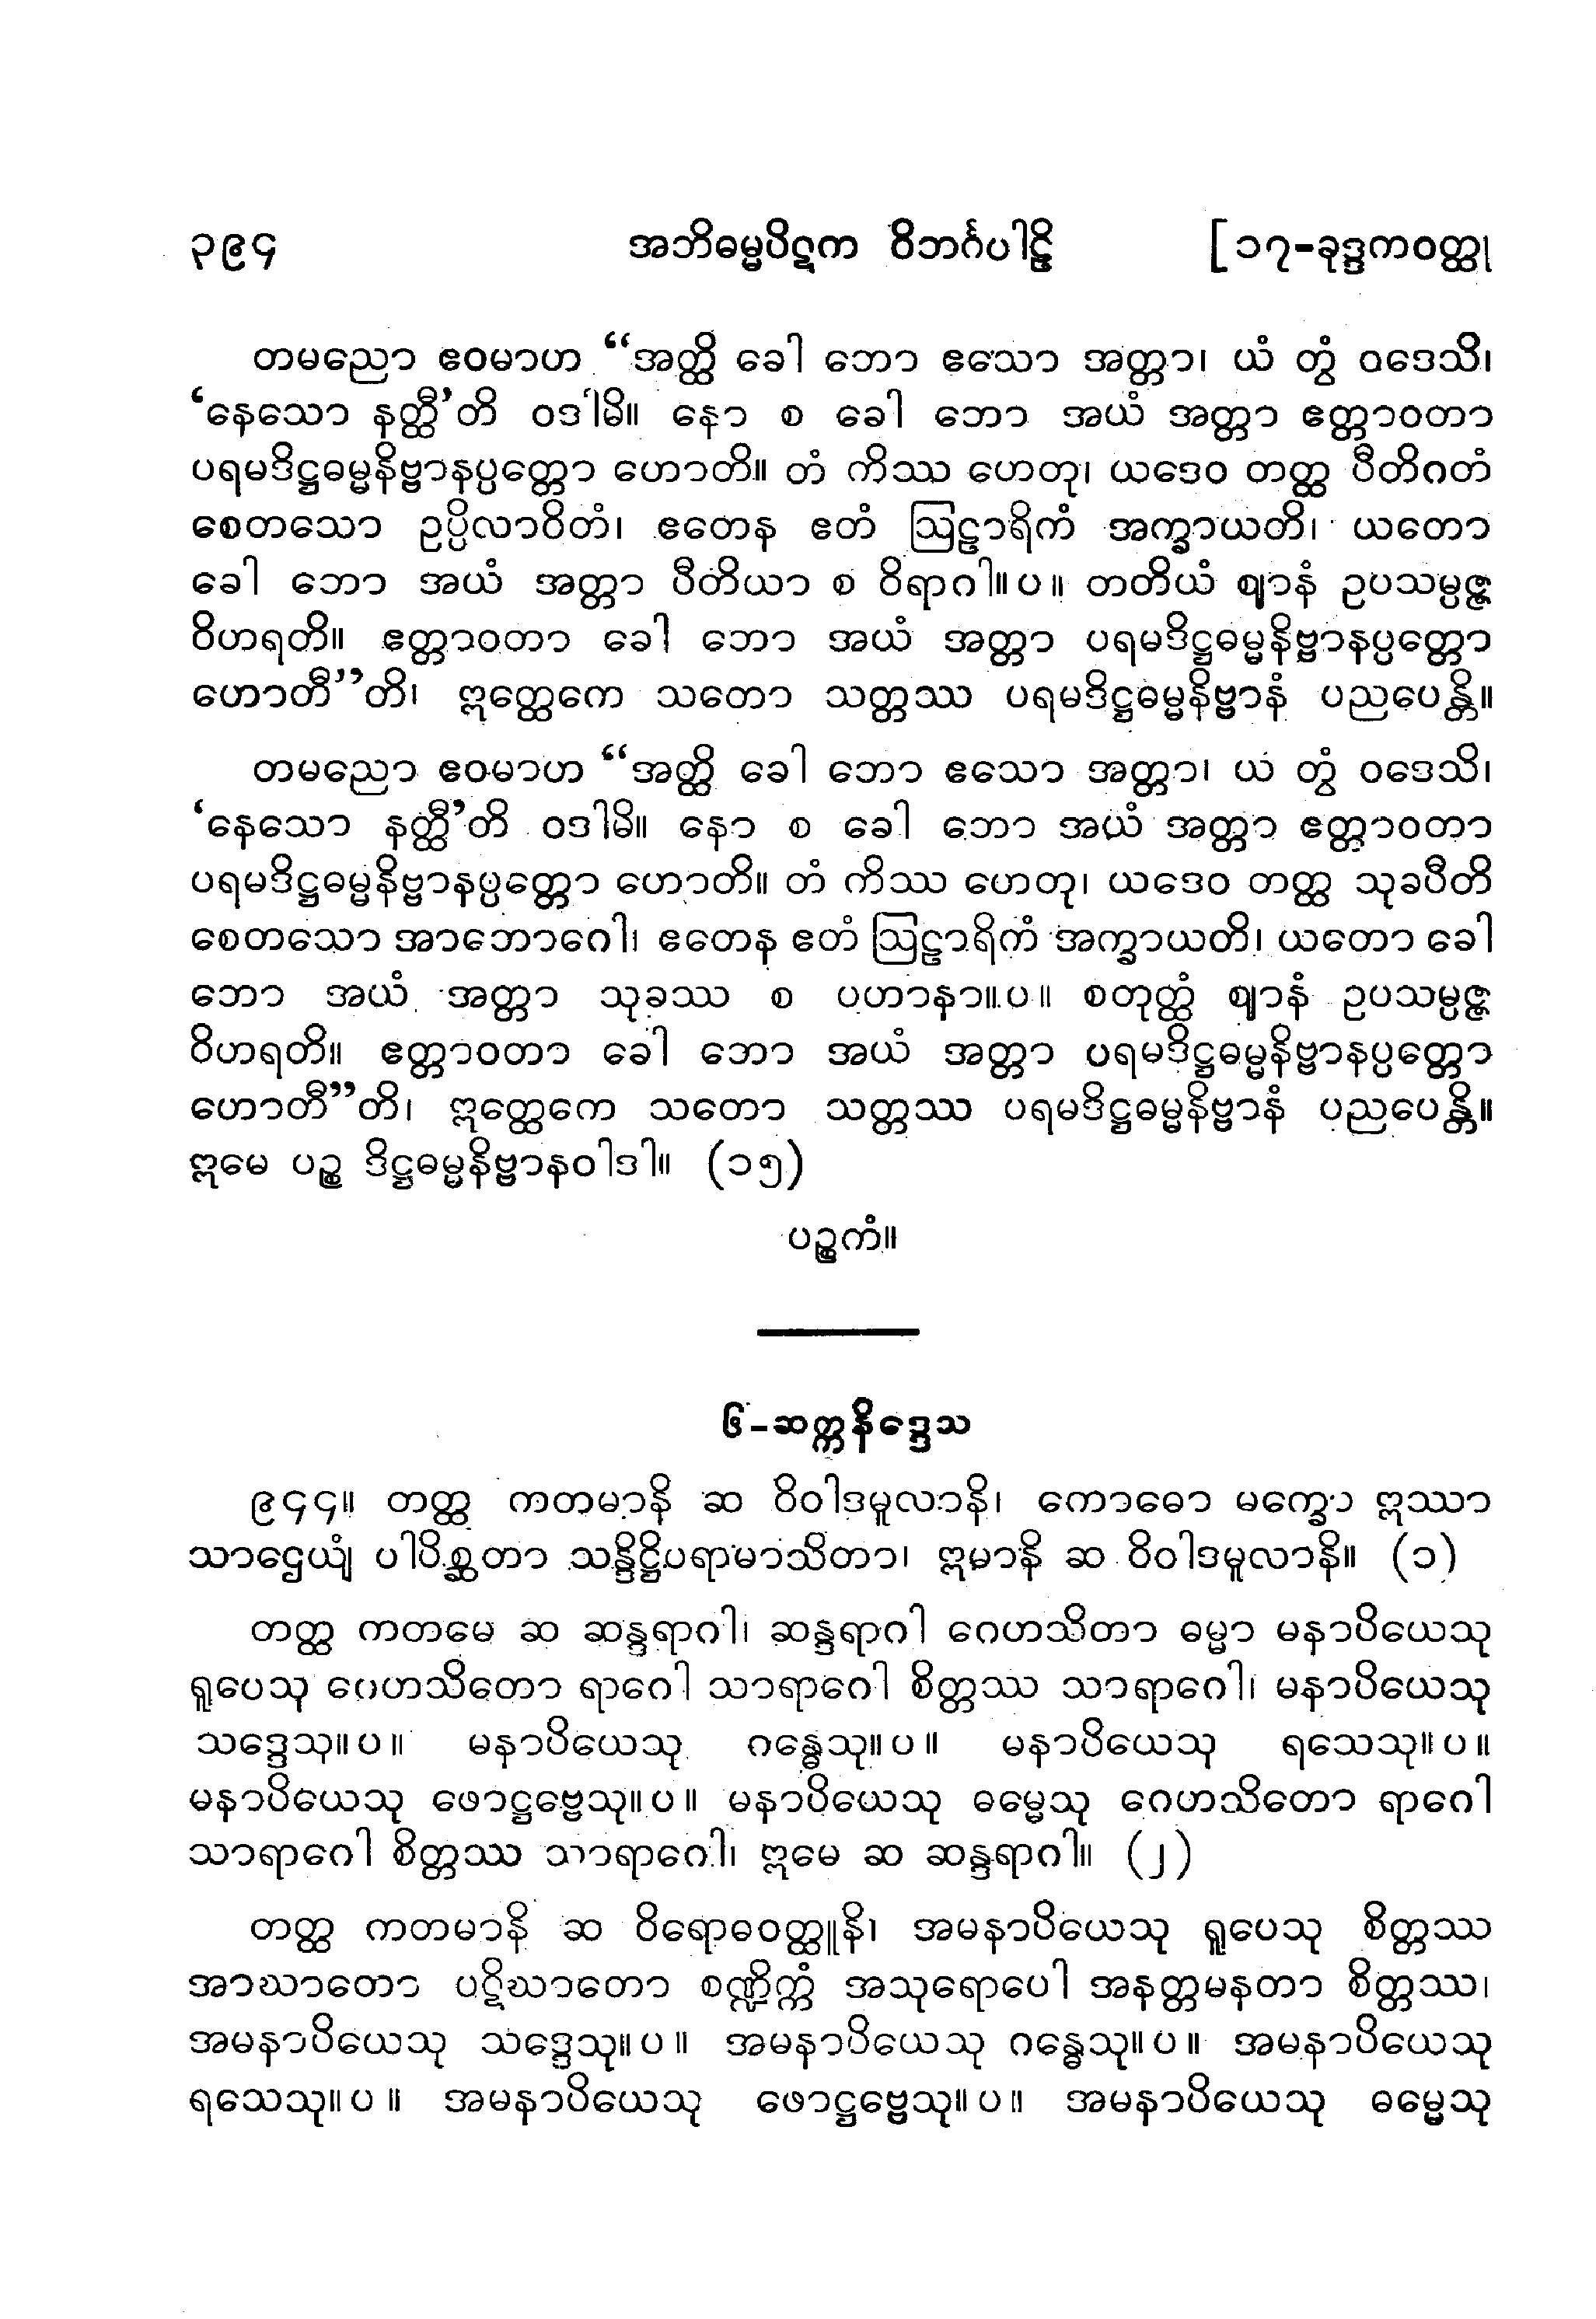 ၃၉၄ အဘိဓမ္မပိဋက ဝိဘင်္ဂပါဠိ [၁၇-ခုဒ္ဒကဝတ္ထု
တမညော ဧဝမာဟ “အတ္ထိ ခေါ ဘော ဧသော အတ္တာ၊ ယံ တွံ ဝဒေသိ၊
‘နေသော နတ္ထီ’တိ ဝဒါမိ။ နော စ ခေါ ဘော အယံ အတ္တာ ဧတ္တာဝတာ
ပရမဒိဋ္ဌဓမ္မနိဗ္ဗာနပ္ပတ္တော ဟောတိ။ တံ ကိဿ ဟေတု၊ ယဒေဝ တတ္ထ ပီတိဂတံ
စေတသော ဥပ္ပိလာဝိတံ၊ ဧတေန ဧတံ ဩဠာရိကံ အက္ခာယတိ၊ ယတော
ခေါ ဘော အယံ အတ္တာ ပီတိယာ စ ဝိရာဂါ။ပ။ တတိယံ ဈာနံ ဥပသမ္ပဇ္ဇ
ဝိဟရတိ။ ဧတ္တာဝတာ ခေါ ဘော အယံ အတ္တာ ပရမဒိဋ္ဌဓမ္မနိဗ္ဗာနပ္ပတ္တော
ဟောတီ”တိ၊ ဣတ္ထေကေ သတော သတ္တဿ ပရမဒိဋ္ဌဓမ္မနိဗ္ဗာနံ ပညပေန္တိ။
တမညော ဧဝမာဟ “အတ္ထိ ခေါ ဘော ဧသော အတ္တာ၊ ယံ တွံ ဝဒေသိ၊
‘နေသော နတ္ထီ’တိ ဝဒါမိ။ နော စ ခေါ ဘော အယံ အတ္တာ ဧတ္တာဝတာ
ပရမဒိဋ္ဌဓမ္မနိဗ္ဗာနပ္ပတ္တော ဟောတိ။ တံ ကိဿ ဟေတု၊ ယဒေဝ တတ္ထ သုခပီတိ
စေတသော အာဘောဂေါ၊ ဧတေန ဧတံ ဩဠာရိကံ အက္ခာယတိ၊ ယတော ခေါ
ဘော အယံ အတ္တာ သုခဿ စ ပဟာနာ။ပ။ စတုတ္ထံ ဈာနံ ဥပသမ္ပဇ္ဇ
ဝိဟရတိ။ ဧတ္တာဝတာ ခေါ ဘော အယံ အတ္တာ ပရမဒိဋ္ဌဓမ္မနိဗ္ဗာနပ္ပတ္တော
ဟောတီ”တိ၊ ဣတ္ထေကေ သတော သတ္တဿ ပရမဒိဋ္ဌဓမ္မနိဗ္ဗာနံ ပညပေန္တိ။
ဣမေ ပဉ္စ ဒိဋ္ဌဓမ္မနိဗ္ဗာနဝါဒါ။ (၁၅)
ပဉ္စကံ။
၆-ဆက္ကနိဒ္ဒေသ
၉၄၄။ တတ္ထ ကတမာနိ ဆ ဝိဝါဒမူလာနိ၊ ကောဓော မက္ခော ဣဿာ
သာဌေယျံ ပါပိစ္ဆတာ သန္ဒိဋ္ဌိပရာမာသိတာ၊ ဣမာနိ ဆ ဝိဝါဒမူလာနိ။ (၁)
တတ္ထ ကတမေ ဆ ဆန္ဒရာဂါ၊ ဆန္ဒရာဂါ ဂေဟသိတာ ဓမ္မာ မနာပိယေသု
ရူပေသု ဂေဟသိတော ရာဂေါ သာရာဂေါ စိတ္တဿ သာရာဂေါ၊ မနာပိယေသု
သဒ္ဒေသု။ပ။ မနာပိယေသု ဂန္ဓေသု။ပ။ မနာပိယေသု ရသေသု။ပ။
မနာပိယေသု ဖောဋ္ဌဗ္ဗေသု။ပ။ မနာပိယေသု ဓမ္မေသု ဂေဟသိတော ရာဂေါ
သာရာဂေါ စိတ္တဿ သာရာဂေါ၊ ဣမေ ဆ ဆန္ဒရာဂါ။ (၂)
တတ္ထ ကတမာနိ ဆ ဝိရောဓဝတ္ထူနိ၊ အမနာပိယေသု ရူပေသု စိတ္တဿ
အာဃာတော ပဋိဃာတော စဏ္ဍိက္ကံ အသုရောပေါ အနတ္တမနတာ စိတ္တဿ၊
အမနာပိယေသု သဒ္ဒေသု။ပ။ အမနာပိယေသု ဂန္ဓေသု။ပ။ အမနာပိယေသု
ရသေသု။ပ။ အမနာပိယေသု ဖောဋ္ဌဗ္ဗေသု။ပ။ အမနာပိယေသု ဓမ္မေသု